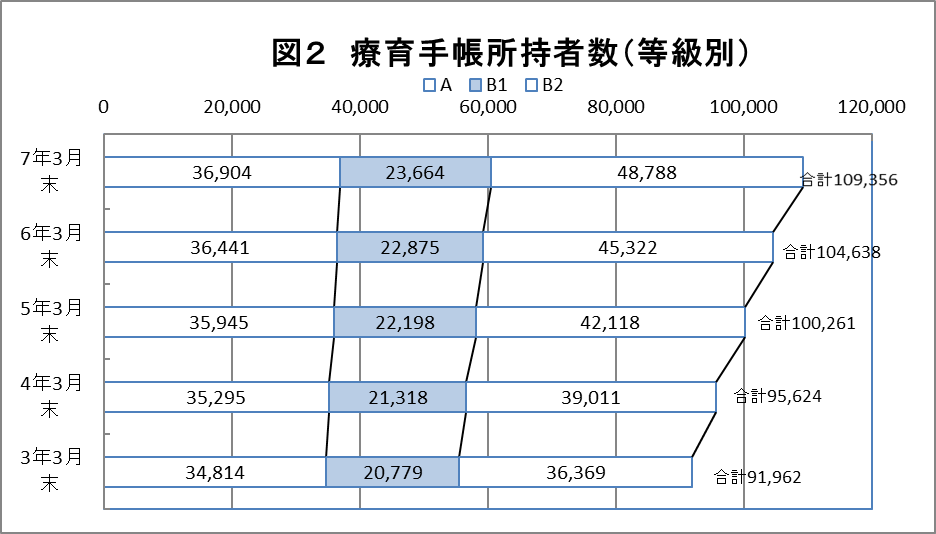 図２　療育手帳所持者数（等級別）
A B1 B2
0 20,000 40,000 60,000 80,000 100,000 120,000
7年3月
末
36,904 23,664 48,788 合計109,356
6年3月
末
36,441 22,875 45,322 合計104,638
5年3月
末
35,945 22,198 42,118 合計100,261
4年3月
末
35,295 21,318 39,011 合計95,624
3年3月
末
34,814 20,779 36,369 合計91,962